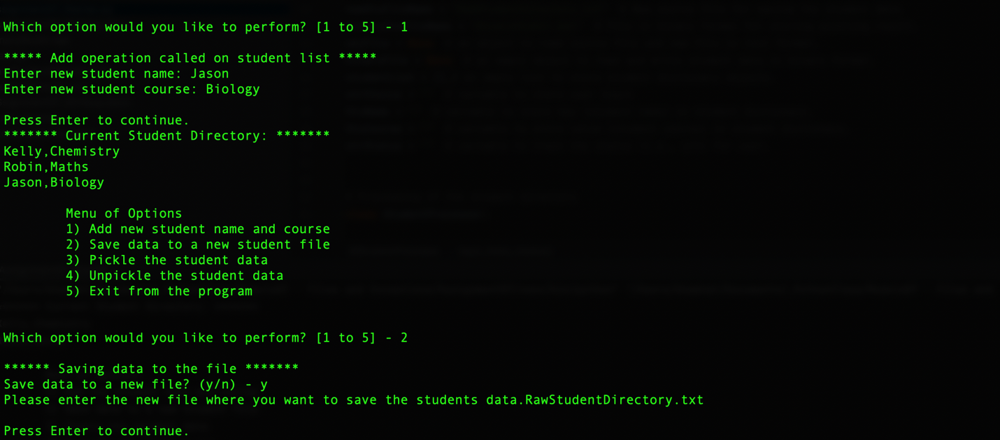 Which option would you like to perform? [1 to 5] - 1
***** Add operation called on student list *****
Enter new student name: Jason
Enter new student course: Biology
Press Enter to continue.
******* Current Student Directory: *******
Kelly,Chemistry
Robin,Maths
Jason,Biology
Menu of Options
1) Add new student name and course
2) Save data to a new student file
3) Pickle the student data
4) Unpickle the student data
5) Exit from the program
Which option would you like to perform? [1 to 5] - 2
****** Saving data to the file *******
Save data to a new file? (y/n) - y
Please enter the new file where you want to save the students data.RawStudentDirectory.txt
Press Enter to continue.